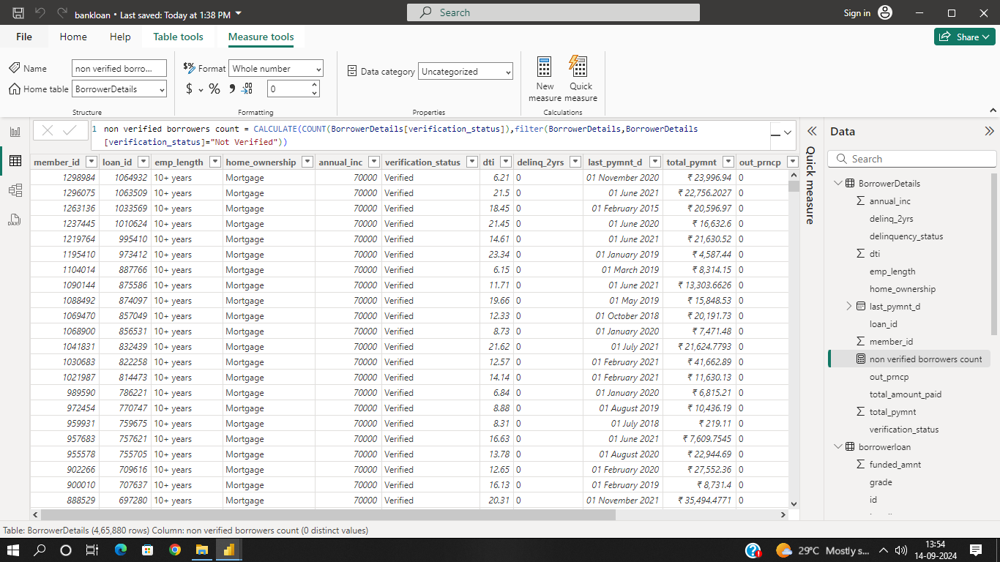 bankloan • Last saved: Today at 1:38 PM
Search
Sign in
File
Home
Help
Table tools
Measure tools
Share
Name
non verified borro...
Home table
BorrowerDetails
Structure
$% Format
Whole number
$ % 9 .00
0
Formatting
Data category
Uncategorized
Properties
New measure
Quick measure
Calculations
1 non verified borrowers count = CALCULATE(COUNT(BorrowerDetails[verification_status]),filter(BorrowerDetails,BorrowerDetails
[verification_status]="Not Verified"))
member_id loan_id emp_length home_ownership annual_inc verification_status dti delinq_2yrs last_pymnt_d total_pymnt out_prncp
1298984 1064932 10+ years Mortgage 70000 Verified 6.21 0 01 November 2020 ₹ 23,996.94 0
1296075 1063509 10+ years Mortgage 70000 Verified 21.5 0 01 June 2021 ₹ 22,756.2027 0
1263136 1033569 10+ years Mortgage 70000 Verified 18.45 0 01 February 2015 ₹ 20,596.97 0
1237445 1010624 10+ years Mortgage 70000 Verified 21.45 0 01 June 2020 ₹ 16,632.6 0
1219764 995410 10+ years Mortgage 70000 Verified 14.61 0 01 June 2021 ₹ 21,630.52 0
1195410 973412 10+ years Mortgage 70000 Verified 23.34 0 01 January 2019 ₹ 4,587.44 0
1104014 887766 10+ years Mortgage 70000 Verified 6.15 0 01 March 2019 ₹ 8,314.15 0
1090144 875586 10+ years Mortgage 70000 Verified 11.71 0 01 June 2021 ₹ 13,303.6626 0
1088492 874097 10+ years Mortgage 70000 Verified 19.66 0 01 May 2019 ₹ 15,848.53 0
1069470 857049 10+ years Mortgage 70000 Verified 12.33 0 01 October 2018 ₹ 20,191.73 0
1068900 856531 10+ years Mortgage 70000 Verified 8.73 0 01 January 2020 ₹ 7,471.48 0
1041831 832439 10+ years Mortgage 70000 Verified 21.62 0 01 July 2021 ₹ 21,624.7793 0
1030683 822258 10+ years Mortgage 70000 Verified 12.57 0 01 February 2021 ₹ 41,662.89 0
1021987 814473 10+ years Mortgage 70000 Verified 14.14 0 01 February 2021 ₹ 11,630.13 0
989590 786221 10+ years Mortgage 70000 Verified 6.84 0 01 January 2020 ₹ 6,815.21 0
972454 770747 10+ years Mortgage 70000 Verified 8.88 0 01 August 2019 ₹ 10,436.19 0
959931 759675 10+ years Mortgage 70000 Verified 8.31 0 01 July 2018 ₹ 219.11 0
957683 757621 10+ years Mortgage 70000 Verified 16.63 0 01 June 2021 ₹ 7,609.7545 0
955578 755705 10+ years Mortgage 70000 Verified 13.78 0 01 August 2020 ₹ 22,944.69 0
902266 709616 10+ years Mortgage 70000 Verified 12.65 0 01 February 2020 ₹ 27,552.36 0
900010 707637 10+ years Mortgage 70000 Verified 16.13 0 01 February 2019 ₹ 8,731.4 0
888529 697280 10+ years Mortgage 70000 Verified 20.31 0 01 November 2021 ₹ 35,494.4771 0
Quick measure
Data
Search
BorrowerDetails
annual_inc
delinq_2yrs
delinquency_status
dti
emp_length
home_ownership
last_pymnt_d
loan_id
member_id
non verified borrowers count
out_prncp
total_amount_paid
total_pymnt
verification_status
borrowerloan
funded_amnt
grade
id
Table: BorrowerDetails (4,65,880 rows) Column: non verified borrowers count (0 distinct values)
29°C Mostly s...
13:54
14-09-2024